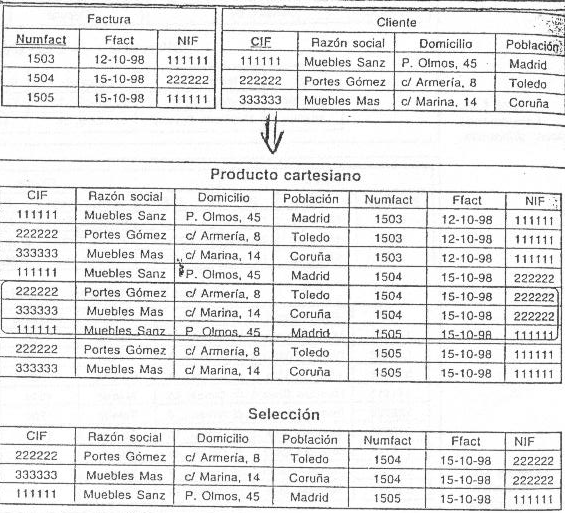 Factura
Numfact Ffact NIF
1503 12-10-98 111111
1504 15-10-98 222222
1505 15-10-98 111111
Cliente
CIF Razón social Domicilio Población
111111 Muebles Sanz P. Olmos, 45 Madrid
222222 Portes Gómez c/ Armería, 8 Toledo
333333 Muebles Mas c/ Marina, 14 Coruña
Producto cartesiano
CIF Razón social Domicilio Población Numfact Ffact NIF
111111 Muebles Sanz P. Olmos, 45 Madrid 1503 12-10-98 111111
222222 Portes Gómez c/ Armería, 8 Toledo 1503 12-10-98 111111
333333 Muebles Mas c/ Marina, 14 Coruña 1503 12-10-98 111111
111111 Muebles Sanz P. Olmos, 45 Madrid 1504 15-10-98 222222
222222 Portes Gómez c/ Armería, 8 Toledo 1504 15-10-98 222222
333333 Muebles Mas c/ Marina, 14 Coruña 1504 15-10-98 222222
111111 Muebles Sanz P. Olmos, 45 Madrid 1505 15-10-98 111111
222222 Portes Gómez c/ Armería, 8 Toledo 1505 15-10-98 111111
333333 Muebles Mas c/ Marina, 14 Coruña 1505 15-10-98 111111
Selección
CIF Razón social Domicilio Población Numfact Ffact NIF
222222 Portes Gómez c/ Armería, 8 Toledo 1504 15-10-98 222222
333333 Muebles Mas c/ Marina, 14 Coruña 1504 15-10-98 222222
111111 Muebles Sanz P. Olmos, 45 Madrid 1505 15-10-98 111111